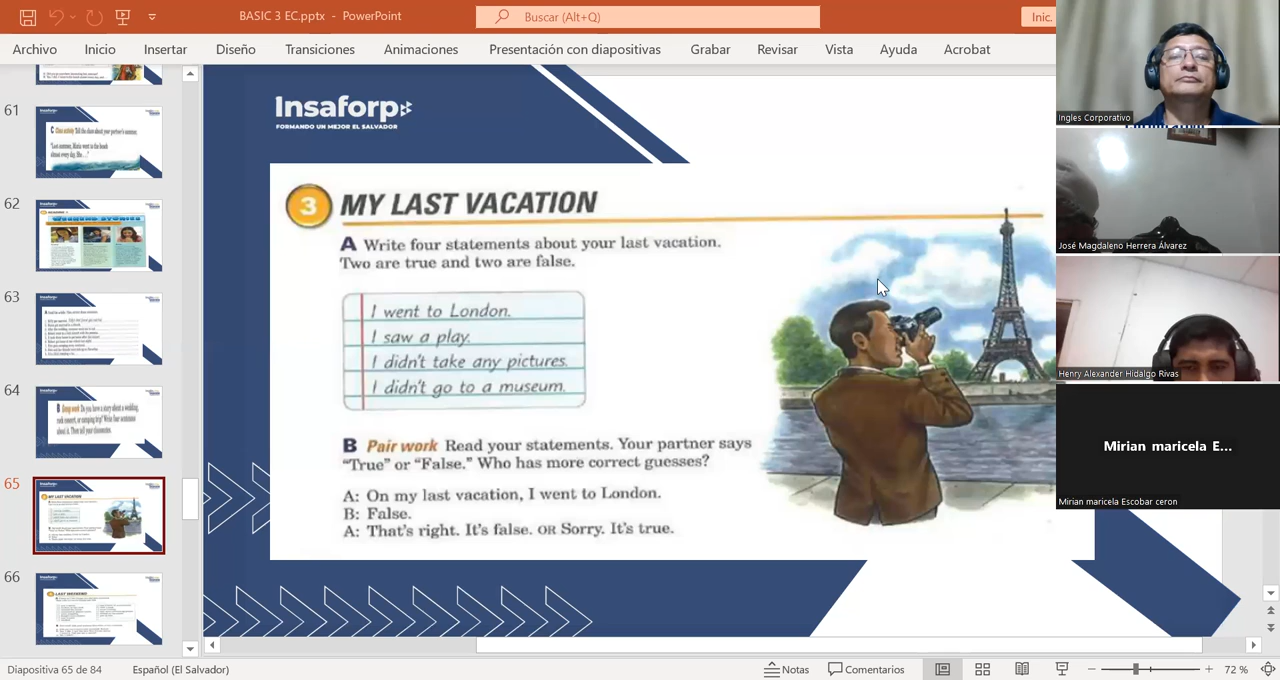 BASIC 3 EC.pptx - PowerPoint
Buscar (Alt+Q)
Inic.
Archivo
Inicio
Insertar
Diseño
Transiciones
Animaciones
Presentación con diapositivas
Grabar
Revisar
Vista
Ayuda
Acrobat
61
62
63
64
65
66
Insaforp
FORMANDO UN MEJOR EL SALVADOR
3 MY LAST VACATION
A Write four statements about your last vacation.
Two are true and two are false.
I went to London.
I saw a play.
I didn't take any pictures.
I didn't go to a museum.
B Pair work Read your statements. Your partner says
“True” or “False.” Who has more correct guesses?
A: On my last vacation, I went to London.
B: False.
A: That's right. It's false. OR Sorry. It's true.
Ingles Corporativo
José Magdaleno Herrera Álvarez
Henry Alexander Hidalgo Rivas
Mirian maricela E...
Mirian maricela Escobar ceron
Diapositiva 65 de 84
Español (El Salvador)
Notas
Comentarios
72 %